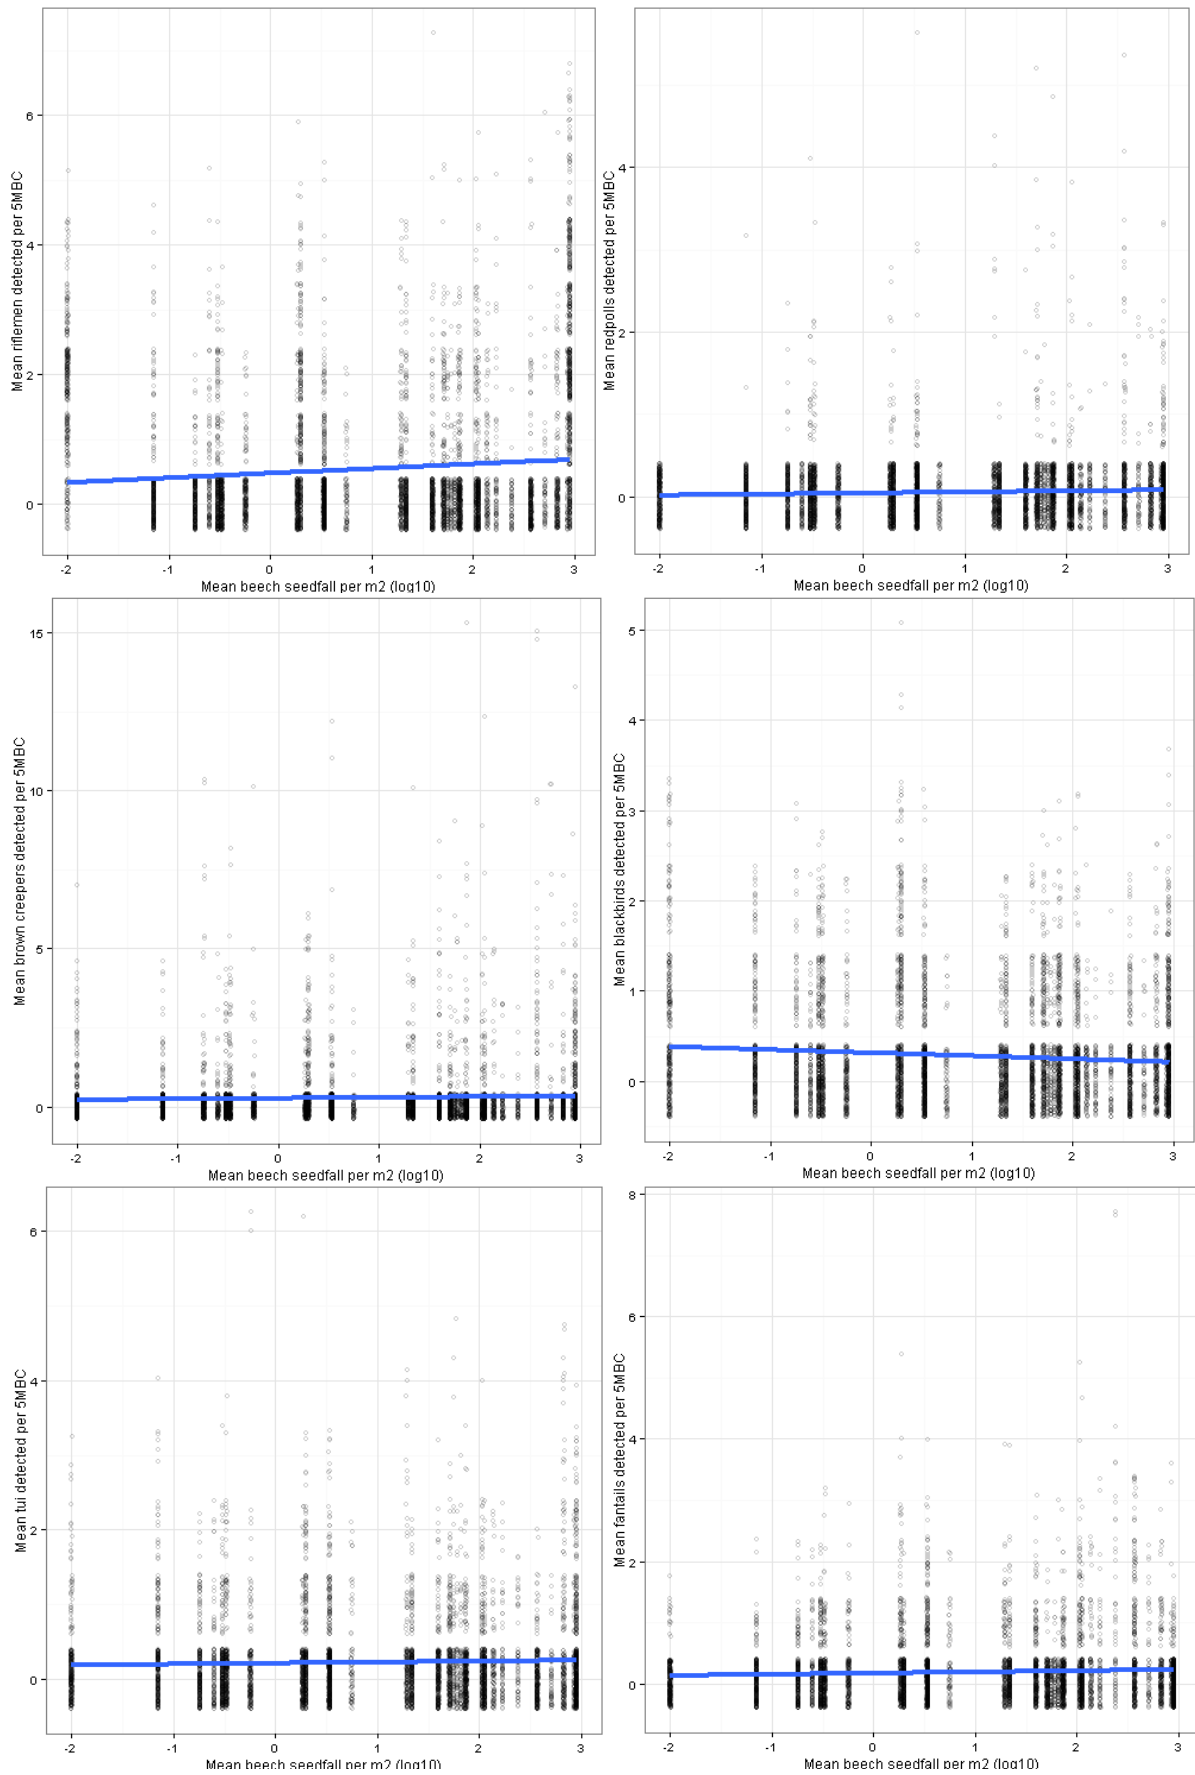 Mean riflemen detected per 5MBC
6
4
2
0
-2 -1 0 1 2 3
Mean beech seedfall per m2 (log10)
Mean redpolls detected per 5MBC
4
2
0
-2 -1 0 1 2 3
Mean beech seedfall per m2 (log10)
Mean brown creepers detected per 5MBC
15
10
5
0
-2 -1 0 1 2 3
Mean beech seedfall per m2 (log10)
Mean blackbirds detected per 5MBC
5
4
3
2
1
0
-2 -1 0 1 2 3
Mean beech seedfall per m2 (log10)
Mean tui detected per 5MBC
6
4
2
0
-2 -1 0 1 2 3
Mean beech seedfall per m2 (log10)
Mean fantails detected per 5MBC
8
6
4
2
0
-2 -1 0 1 2 3
Mean beech seedfall per m2 (log10)